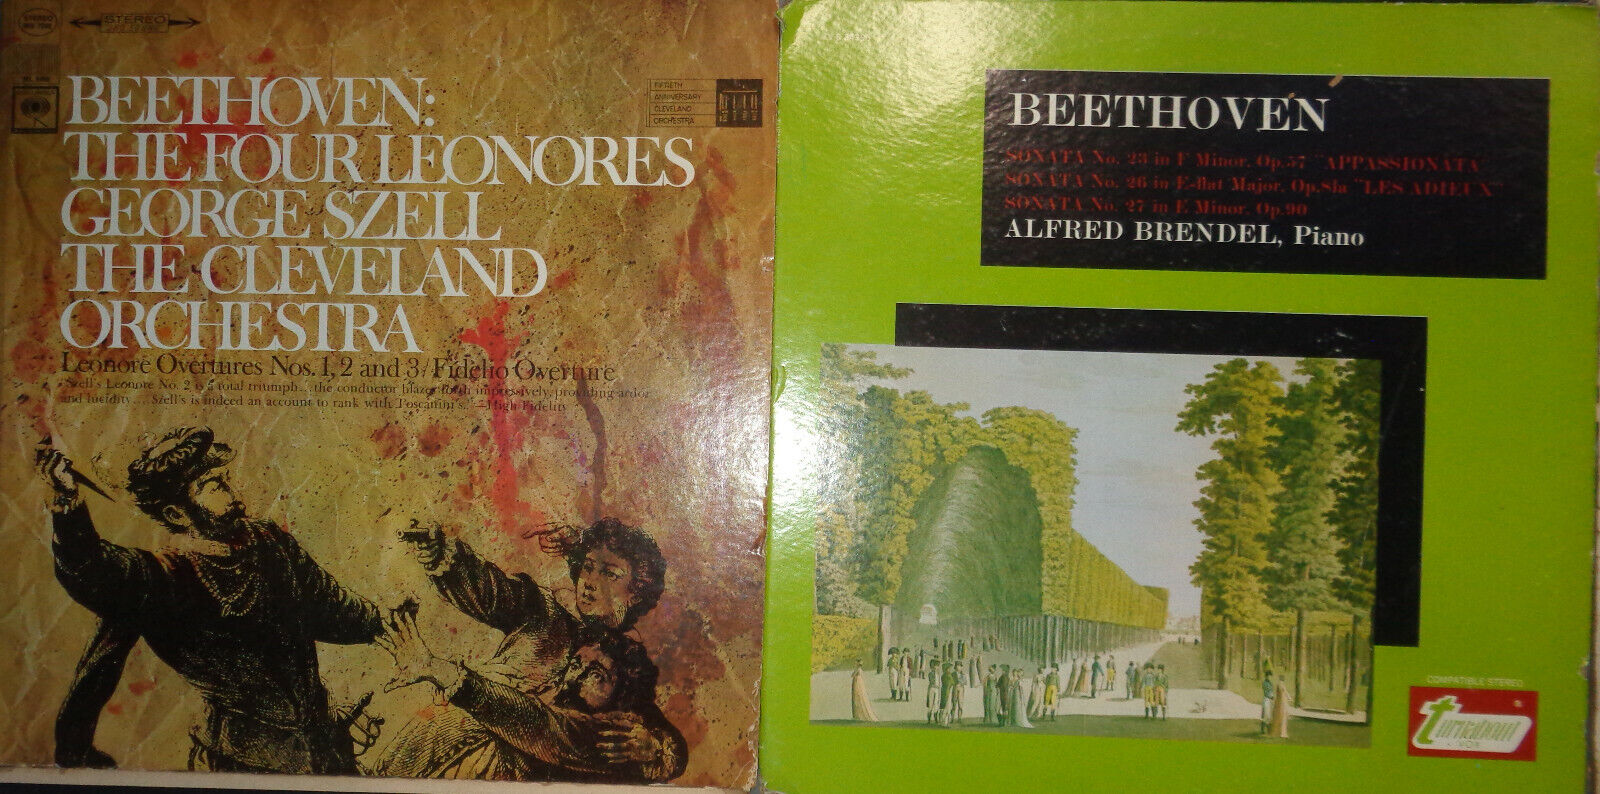 STEREO
STEREO
BEETHOVEN:
THE FOUR LEONORES
GEORGE SZELL
THE CLEVELAND
ORCHESTRA
FIFTIETH
ANNIVERSARY
CLEVELAND
ORCHESTRA
Leonore Overtures Nos. 1, 2 and 3/Fidelio Overture
"Szell's Leonore No. 2 is a total triumph...the conductor blazes forth impressively, providing ardor
and lucidity.... Szell's is indeed an account to rank with Toscanini's."—High Fidelity
BEETHOVEN
SONATA No. 23 in F Minor, Op.57 "APPASSIONATA"
SONATA No. 26 in E-flat Major, Op.81a "LES ADIEUX"
SONATA No. 27 in E Minor, Op.90
ALFRED BRENDEL, Piano
COMPATIBLE STEREO
turnabout
VOX